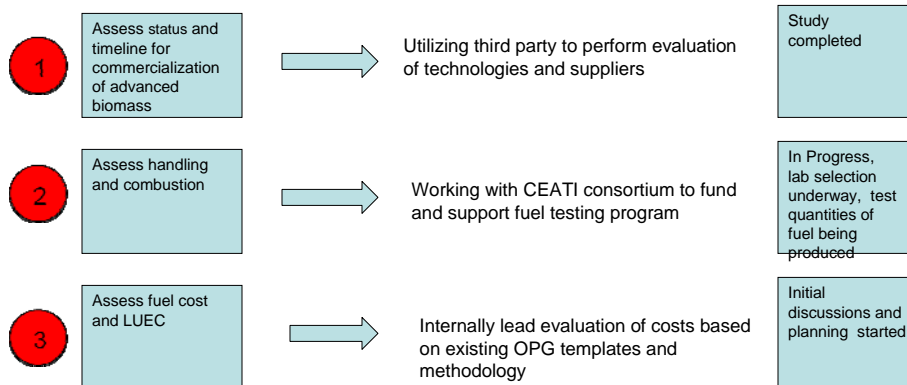 1
Assess status and
timeline for
commercialization
of advanced
biomass
Utilizing third party to perform evaluation
of technologies and suppliers
Study
completed
2
Assess handling
and combustion
Working with CEATI consortium to fund
and support fuel testing program
In Progress,
lab selection
underway, test
quantities of
fuel being
produced
3
Assess fuel cost
and LUEC
Internally lead evaluation of costs based
on existing OPG templates and
methodology
Initial
discussions and
planning started